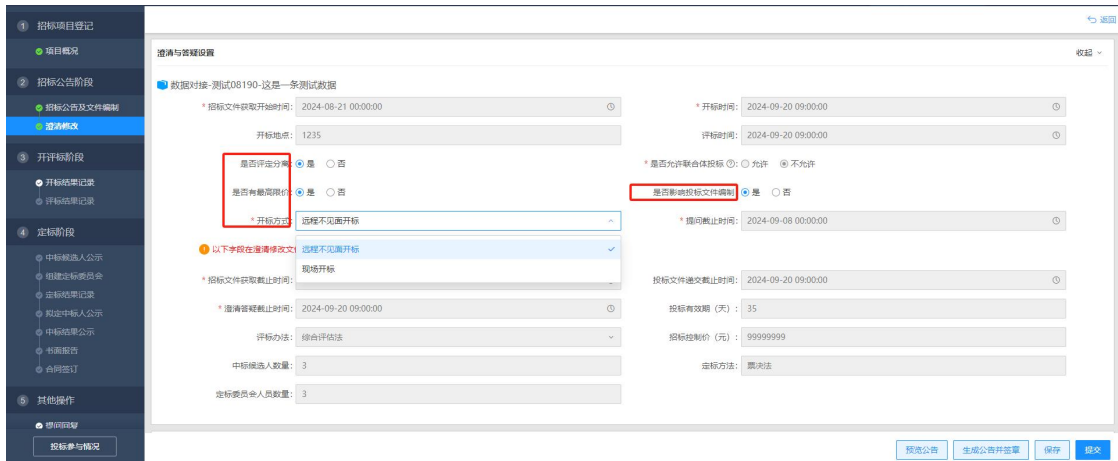 1 招标项目登记
项目概况
2 招标公告阶段
招标公告及文件编制
澄清修改
3 开评标阶段
开标结果记录
评标结果记录
4 定标阶段
中标候选人公示
组建定标委员会
定标结果记录
拟定中标人公示
中标结果公示
书面报告
合同签订
5 其他操作
提问回复
投标参与情况
返回
澄清与答疑设置 收起
数据对接-测试08190-这是一条测试数据
* 招标文件获取开始时间: 2024-08-21 00:00:00 * 开标时间: 2024-09-20 09:00:00
开标地点: 1235 评标时间: 2024-09-20 09:00:00
是否评定分离: 是 否 * 是否允许联合体投标 ?: 允许 不允许
是否有最高限价: 是 否 是否影响投标文件编制: 是 否
* 开标方式: 远程不见面开标 * 提问截止时间: 2024-09-08 00:00:00
! 以下字段在澄清修改文 远程不见面开标
现场开标
* 招标文件获取截止时间: 投标文件递交截止时间: 2024-09-20 09:00:00
* 澄清答疑截止时间: 2024-09-20 09:00:00 投标有效期(天): 35
评标办法: 综合评估法 招标控制价(元): 99999999
中标候选人数量: 3 定标方法: 票决法
定标委员会人员数量: 3
预览公告 生成公告并签章 保存 提交